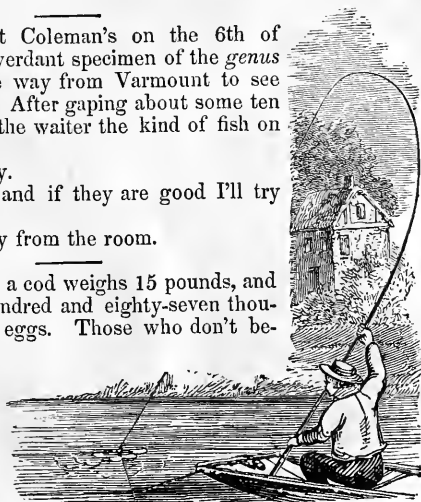 t Coleman's on the 6th of
verdant specimen of the genus
e way from Varmount to see
After gaping about some ten
the waiter the kind of fish on
y.
and if they are good I'll try
y from the room.
a cod weighs 15 pounds, and
ndred and eighty-seven thou-
eggs. Those who don't be-